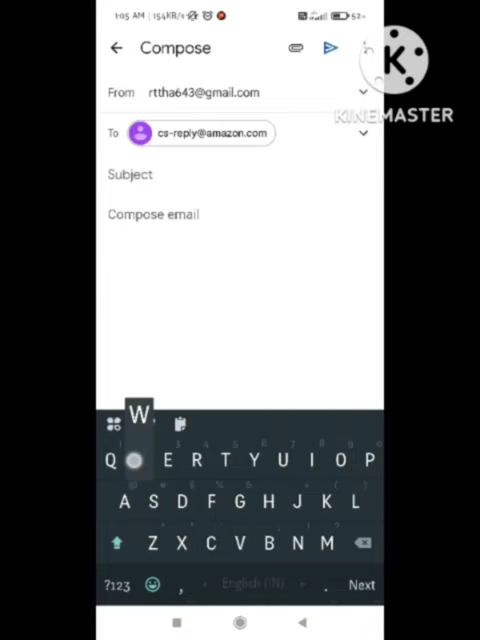 1:05 AM | 154KB/s
52%
Compose
K
KINEMASTER
From rttha643@gmail.com
To cs-reply@amazon.com
Subject
Compose email
W
Q E R T Y U I O P
A S D F G H J K L
Z X C V B N M
?123 , English (IN) . Next